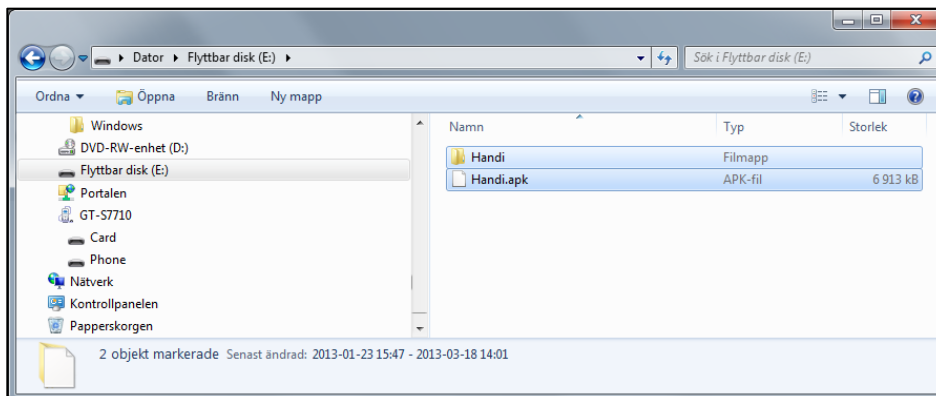 Dator Flyttbar disk (E:) Sök i Flyttbar disk (E:)
Ordna Öppna Bränn Ny mapp
Windows
DVD-RW-enhet (D:)
Flyttbar disk (E:)
Portalen
GT-S7710
Card
Phone
Nätverk
Kontrollpanelen
Papperskorgen
Namn Typ Storlek
Handi Filmapp
Handi.apk APK-fil 6 913 kB
2 objekt markerade Senast ändrad: 2013-01-23 15:47 - 2013-03-18 14:01